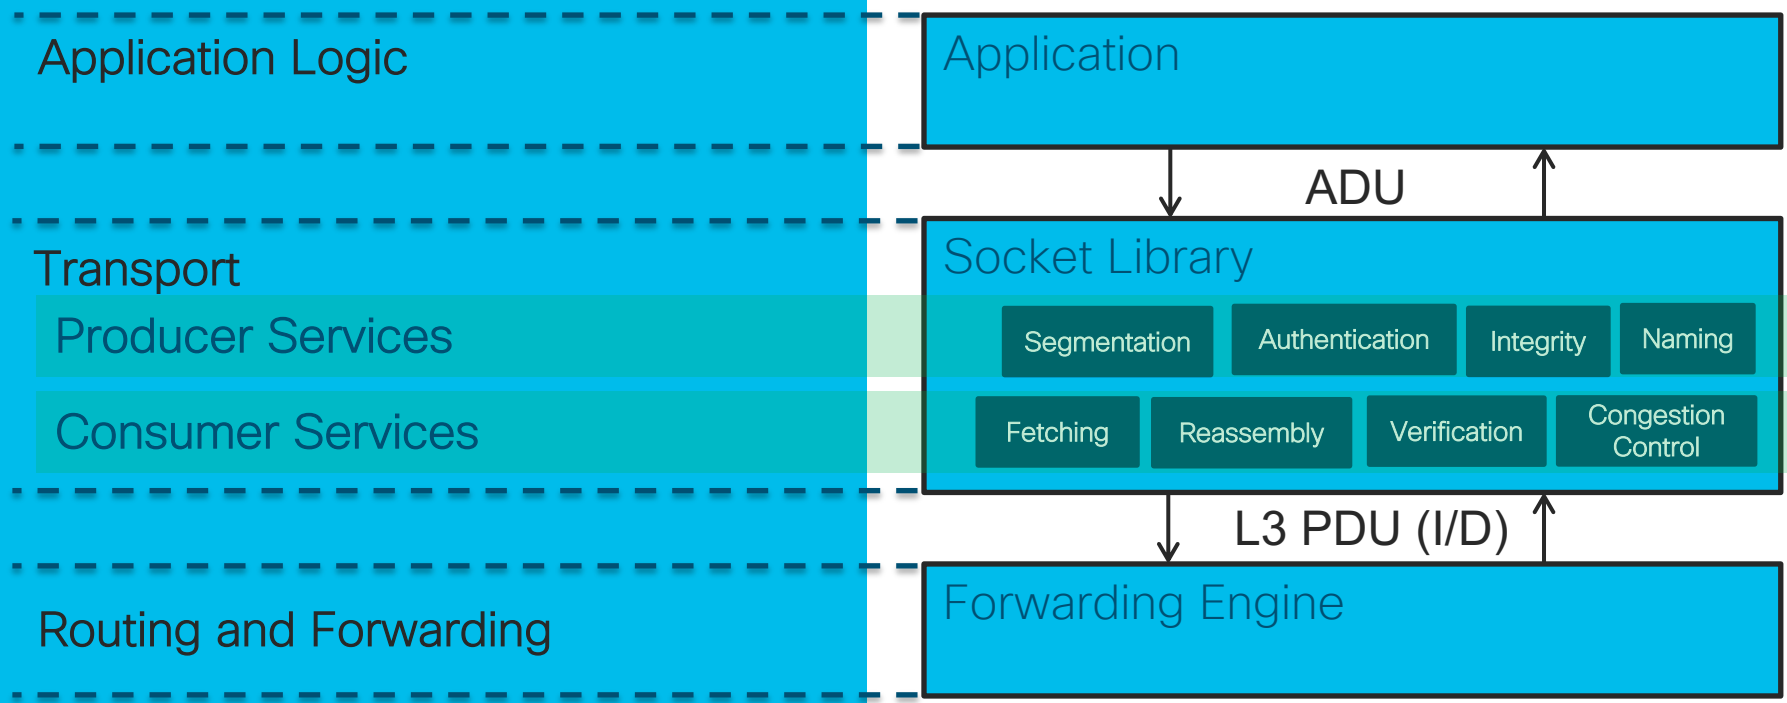 Application Logic
Application
ADU
Transport
Socket Library
Producer Services
Segmentation
Authentication
Integrity
Naming
Consumer Services
Fetching
Reassembly
Verification
Congestion
Control
L3 PDU (I/D)
Routing and Forwarding
Forwarding Engine